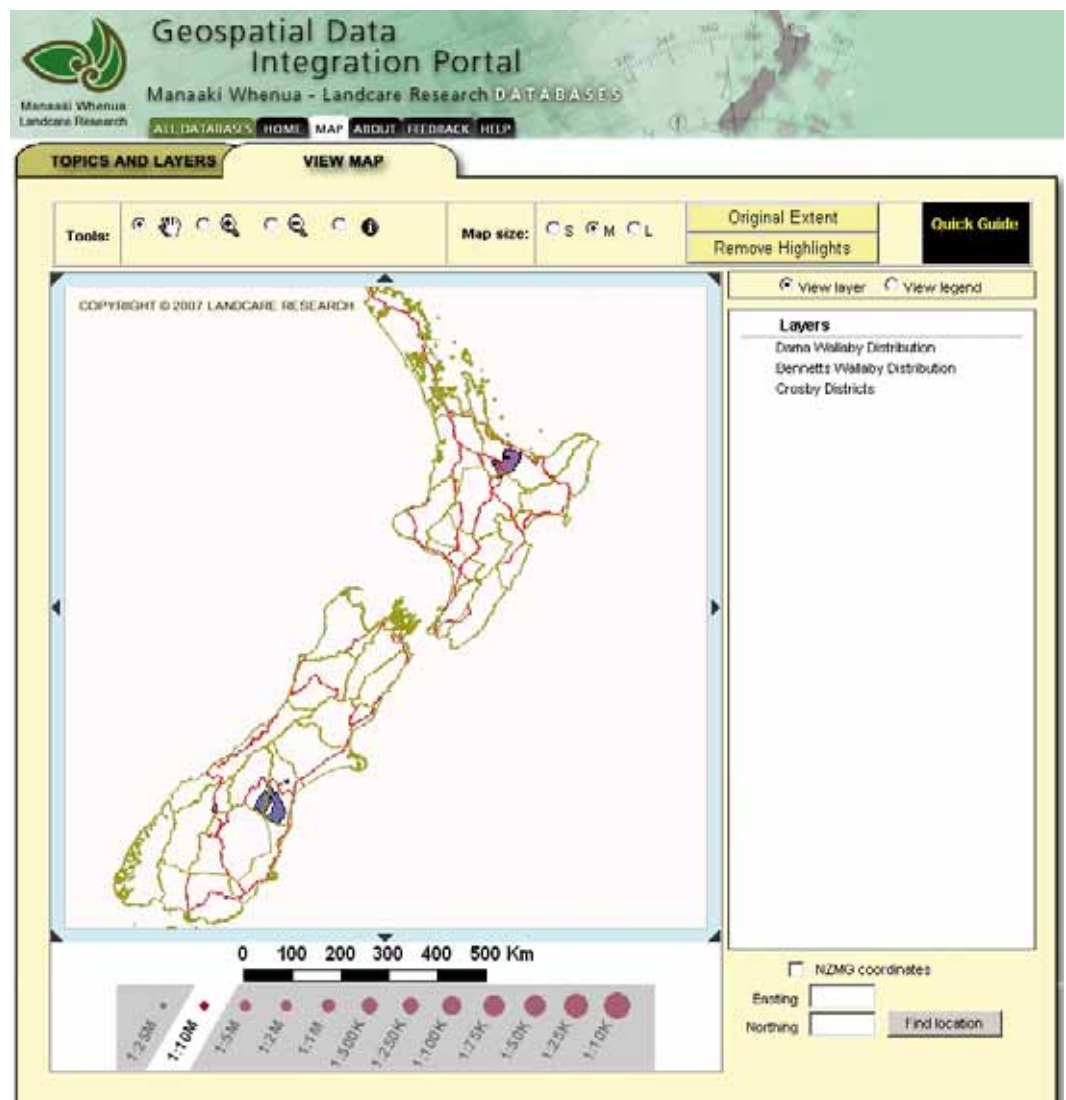 Geospatial Data
Integration Portal
Manaaki Whenua - Landcare Research DATABASES
Manaaki Whenua
Landcare Research
ALL DATABASES HOME MAP ABOUT FEEDBACK HELP
TOPICS AND LAYERS VIEW MAP
Tools: Map size: S M L Original Extent Quick Guide
Remove Highlights
View layer View legend
COPYRIGHT © 2007 LANDCARE RESEARCH
Layers
Dama Wallaby Distribution
Bennetts Wallaby Distribution
Crosby Districts
0 100 200 300 400 500 Km
1:25M 1:10M 1:5M 1:2M 1:1M 1:500K 1:250K 1:100K 1:75K 1:50K 1:25K 1:10K
NZMG coordinates
Easting
Northing Find location